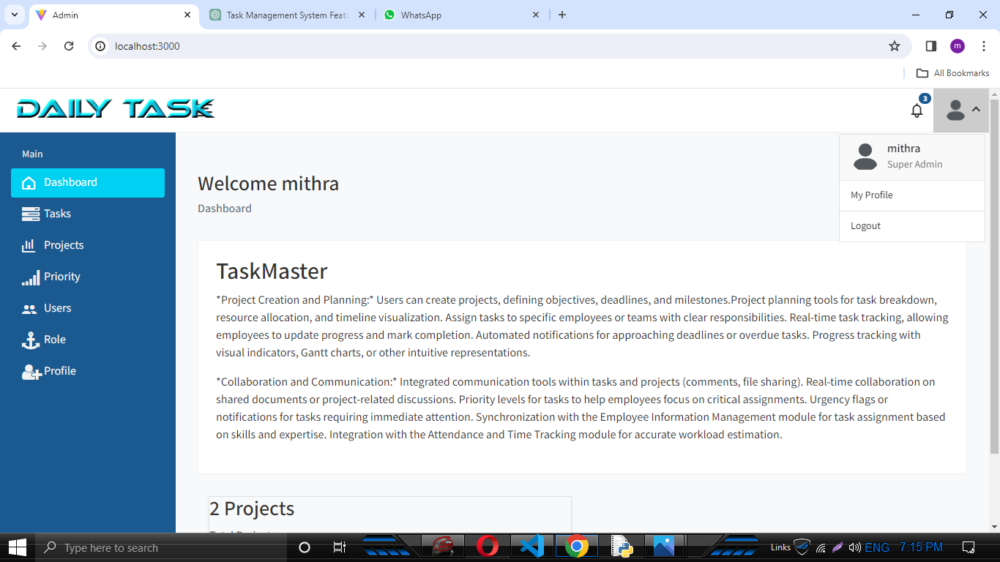 Admin
Task Management System Featu
WhatsApp
localhost:3000
m
All Bookmarks
DAILY TASK
3
mithra
Super Admin
My Profile
Logout
Main
Dashboard
Tasks
Projects
Priority
Users
Role
Profile
Welcome mithra
Dashboard
TaskMaster
*Project Creation and Planning:* Users can create projects, defining objectives, deadlines, and milestones.Project planning tools for task breakdown,
resource allocation, and timeline visualization. Assign tasks to specific employees or teams with clear responsibilities. Real-time task tracking, allowing
employees to update progress and mark completion. Automated notifications for approaching deadlines or overdue tasks. Progress tracking with
visual indicators, Gantt charts, or other intuitive representations.
*Collaboration and Communication:* Integrated communication tools within tasks and projects (comments, file sharing). Real-time collaboration on
shared documents or project-related discussions. Priority levels for tasks to help employees focus on critical assignments. Urgency flags or
notifications for tasks requiring immediate attention. Synchronization with the Employee Information Management module for task assignment based
on skills and expertise. Integration with the Attendance and Time Tracking module for accurate workload estimation.
2 Projects
Type here to search
Links
ENG
7:15 PM